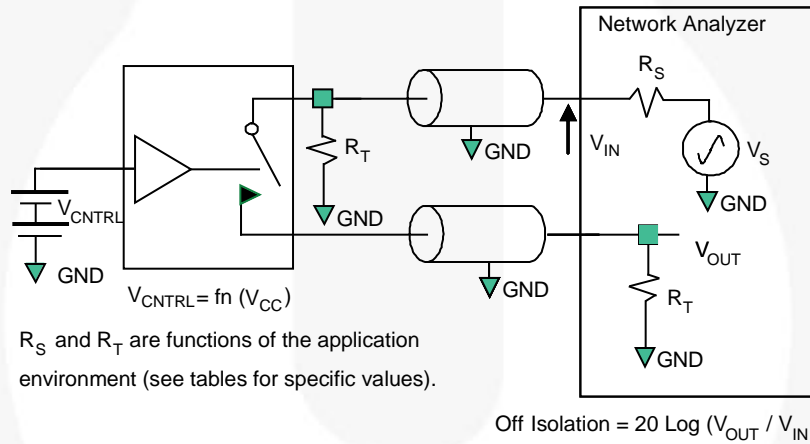 Network Analyzer
R_S
V_IN
V_S
GND
R_T
GND
GND
V_CNTRL
GND
GND
V_OUT
R_T
GND
V_CNTRL = fn (V_CC)
R_S and R_T are functions of the application
environment (see tables for specific values).
Off Isolation = 20 Log (V_OUT / V_IN